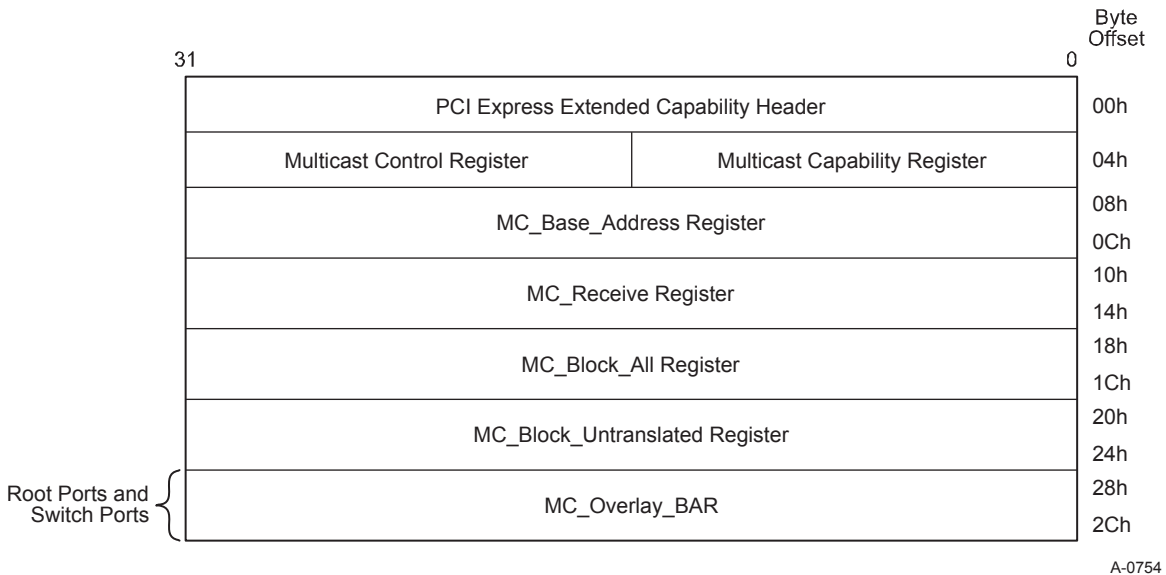 Byte
Offset
31 0
PCI Express Extended Capability Header 00h
Multicast Control Register Multicast Capability Register 04h
08h
MC_Base_Address Register
0Ch
10h
MC_Receive Register
14h
18h
MC_Block_All Register
1Ch
20h
MC_Block_Untranslated Register
24h
Root Ports and
Switch Ports
28h
MC_Overlay_BAR
2Ch
A-0754